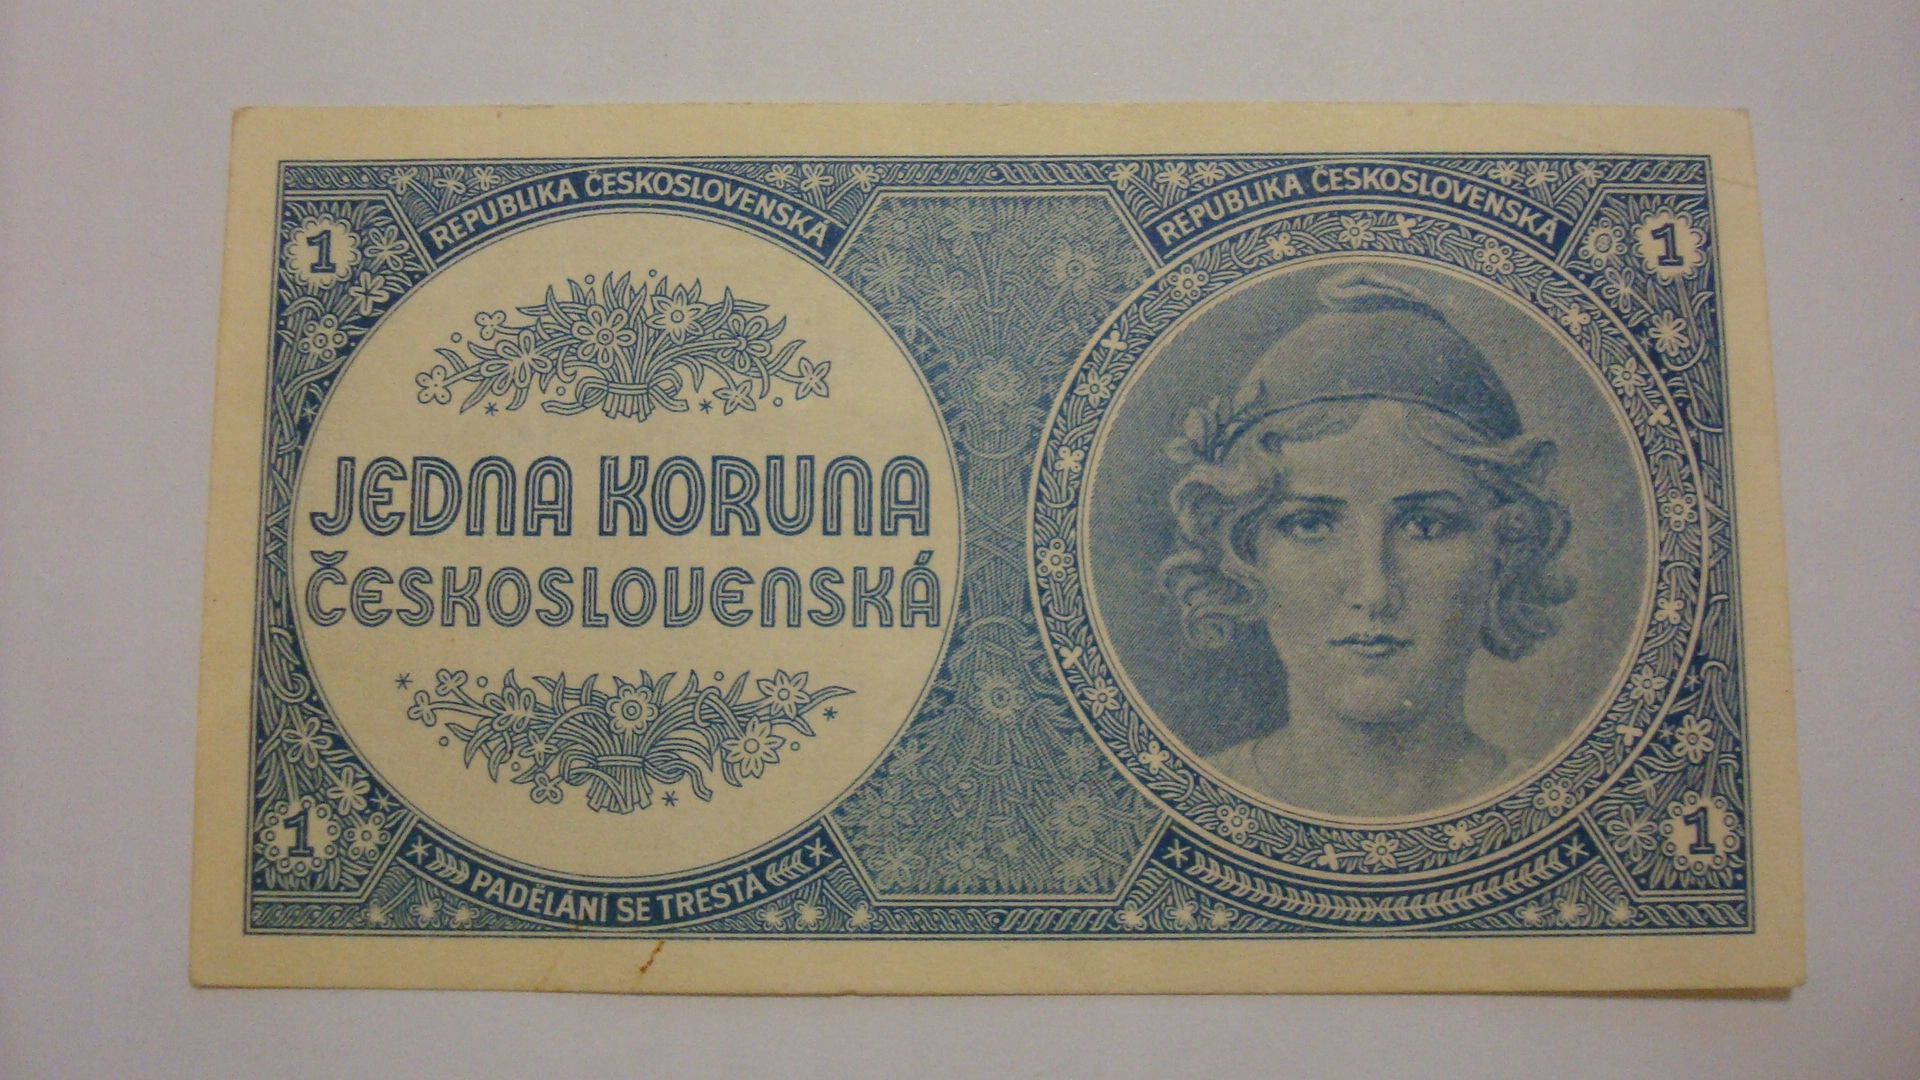 REPUBLIKA ČESKOSLOVENSKÁ
REPUBLIKA ČESKOSLOVENSKÁ
1
1
JEDNA KORUNA
ČESKOSLOVENSKÁ
1
1
PADĚLÁNÍ SE TRESTÁ